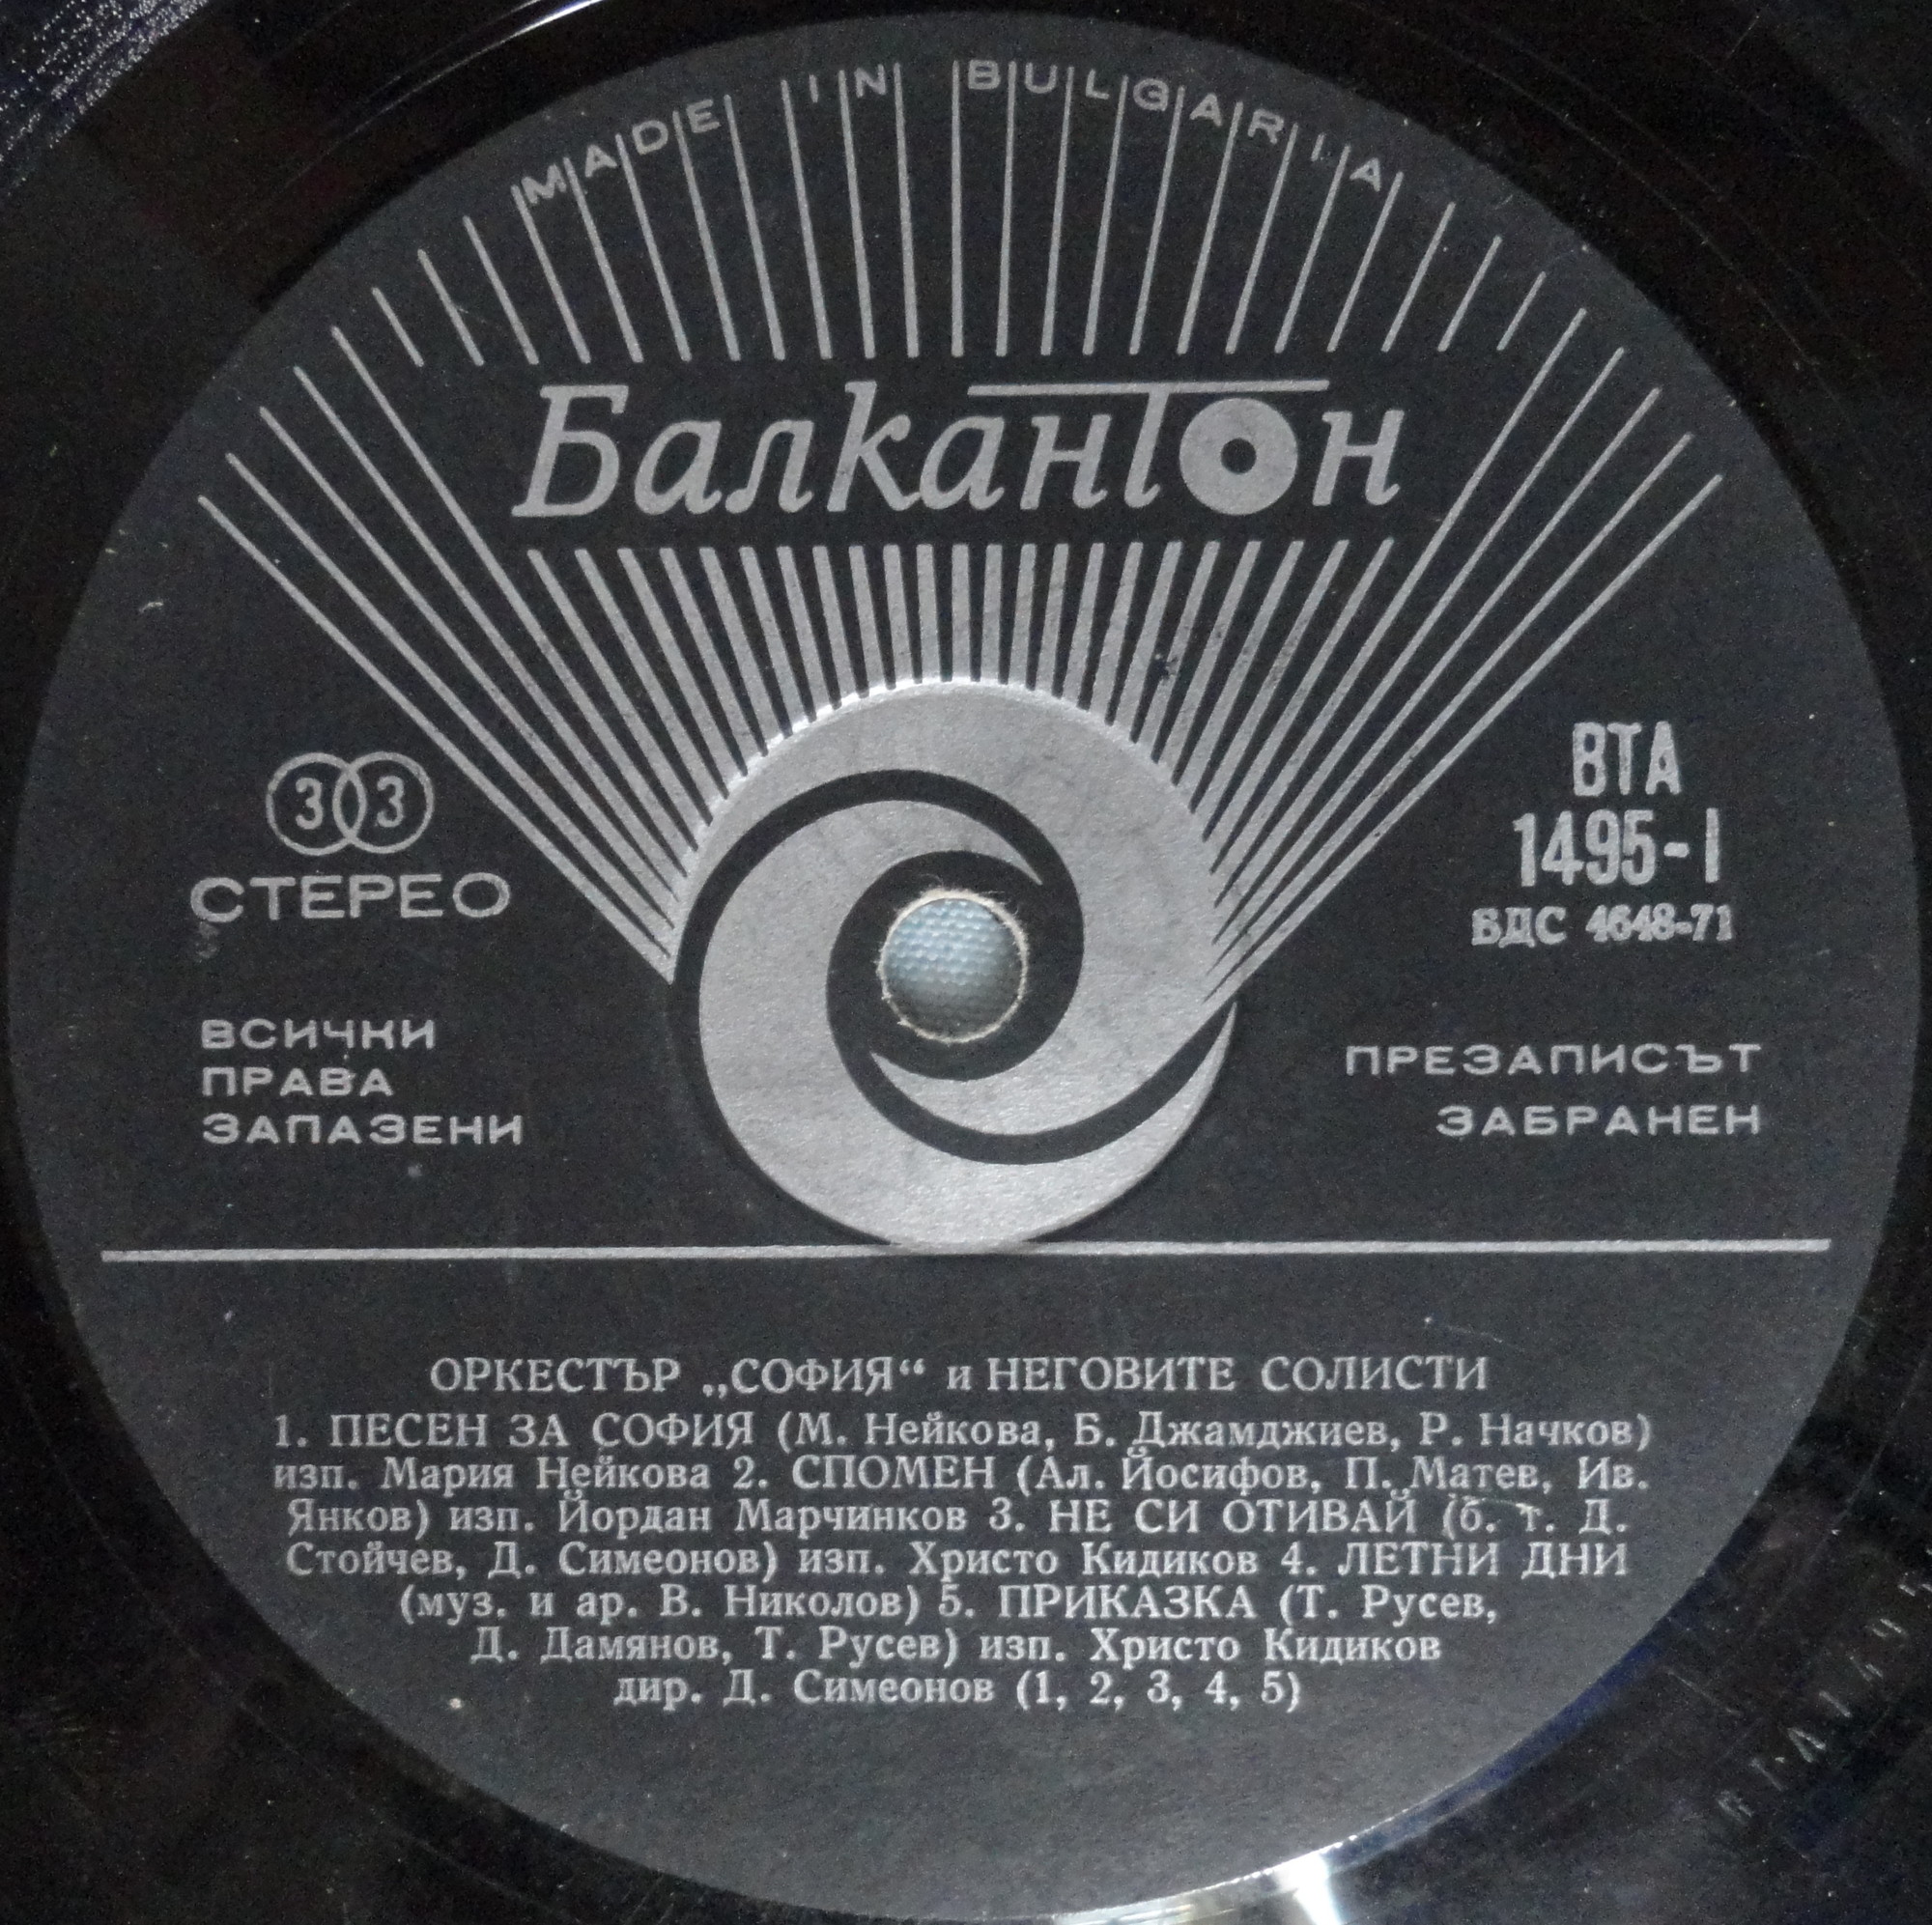 MADE IN BULGARIA
Балкантон
33
СТЕРЕО
ВТА
1495-I
БДС 4648-71
ВСИЧКИ
ПРАВА
ЗАПАЗЕНИ
ПРЕЗАПИСЪТ
ЗАБРАНЕН
ОРКЕСТЪР „СОФИЯ“ и НЕГОВИТЕ СОЛИСТИ
1. ПЕСЕН ЗА СОФИЯ (М. Нейкова, Б. Джамджиев, Р. Начков)
изп. Мария Нейкова 2. СПОМЕН (Ал. Йосифов, П. Матев, Ив.
Янков) изп. Йордан Марчинков 3. НЕ СИ ОТИВАЙ (б. т. Д.
Стойчев, Д. Симеонов) изп. Христо Кидиков 4. ЛЕТНИ ДНИ
(муз. и ар. В. Николов) 5. ПРИКАЗКА (Т. Русев,
Д. Дамянов, Т. Русев) изп. Христо Кидиков
дир. Д. Симеонов (1, 2, 3, 4, 5)